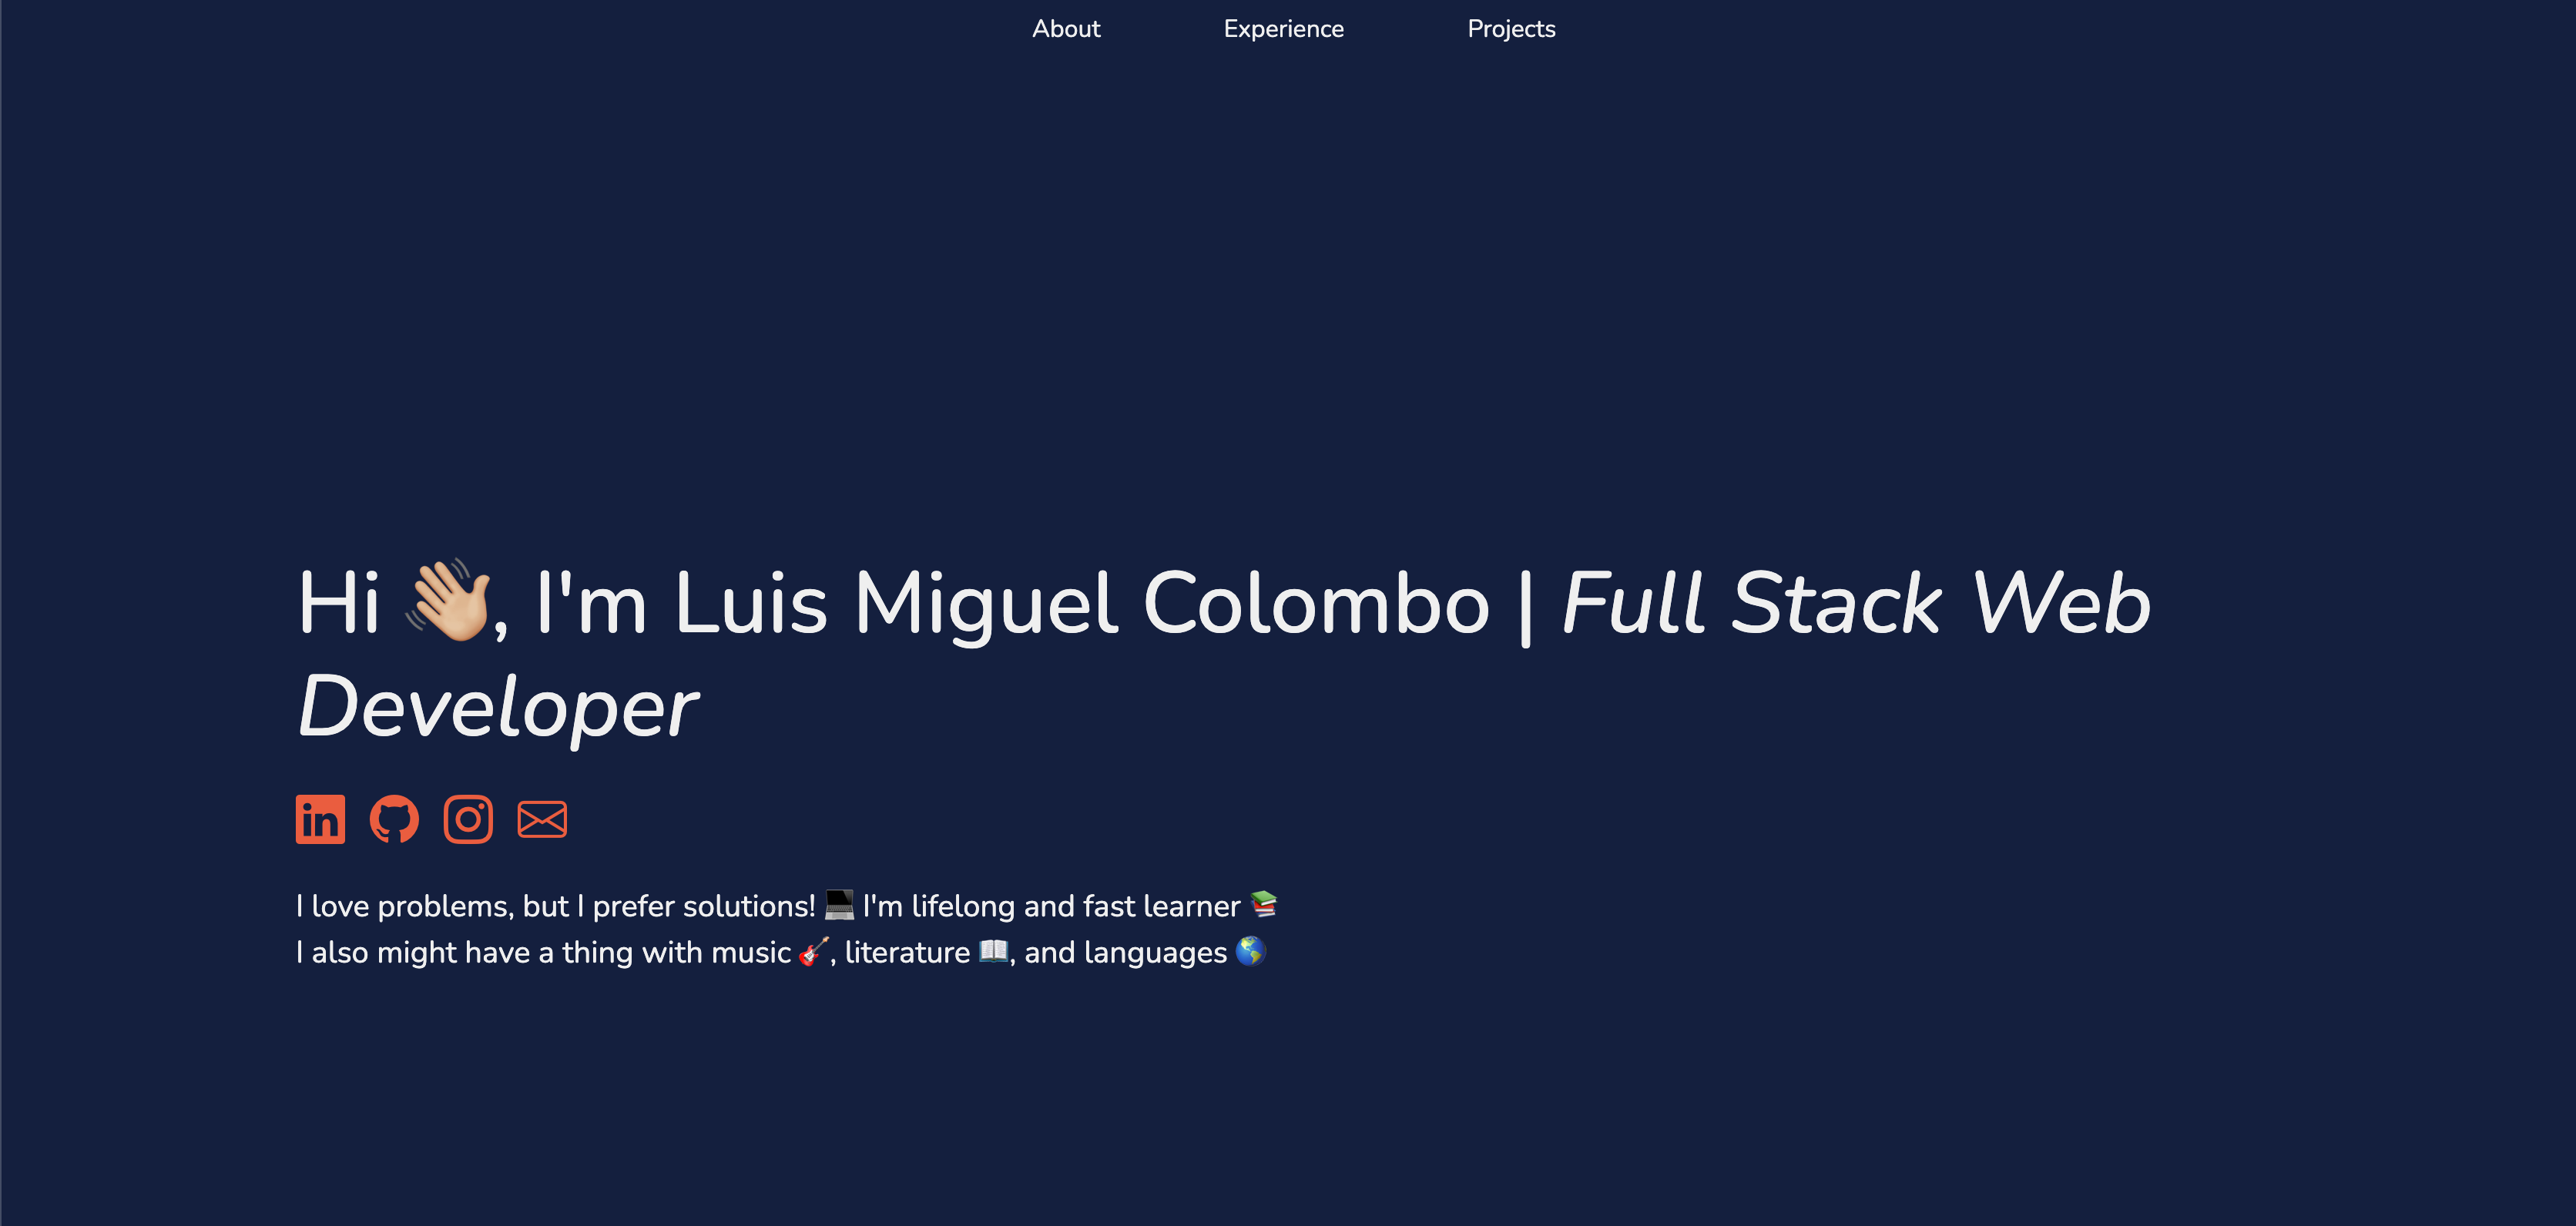 About Experience Projects
Hi 👋🏼, I'm Luis Miguel Colombo | Full Stack Web
Developer
in
I love problems, but I prefer solutions! 💻 I'm lifelong and fast learner 📚
I also might have a thing with music 🎸, literature 📖, and languages 🌎